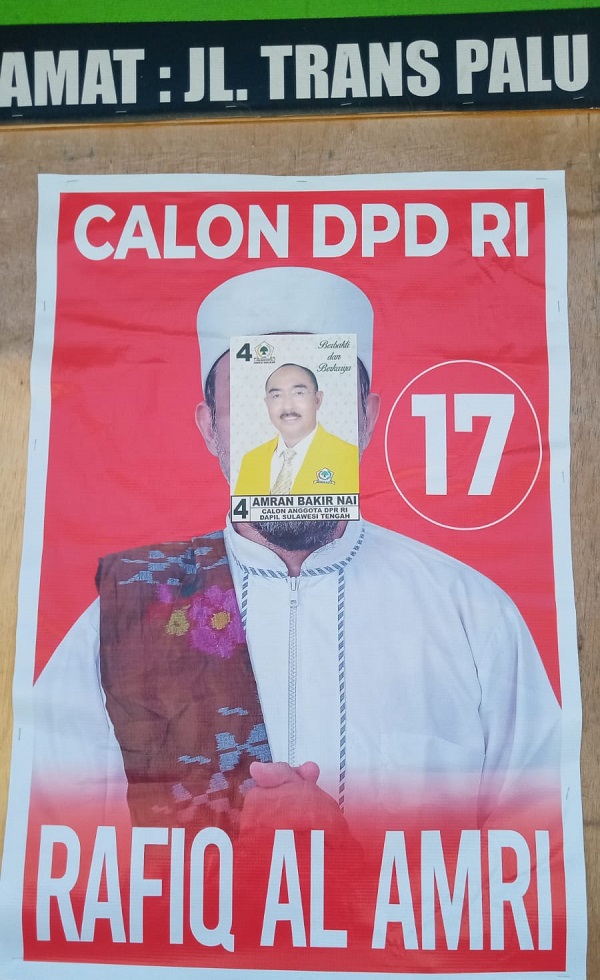 AMAT : JL. TRANS PALU
CALON DPD RI
4
Berbakti
dan
Berkarya
17
4 AMRAN BAKIR NAI
CALON ANGGOTA DPR RI
DAPIL SULAWESI TENGAH
RAFIQ AL AMRI